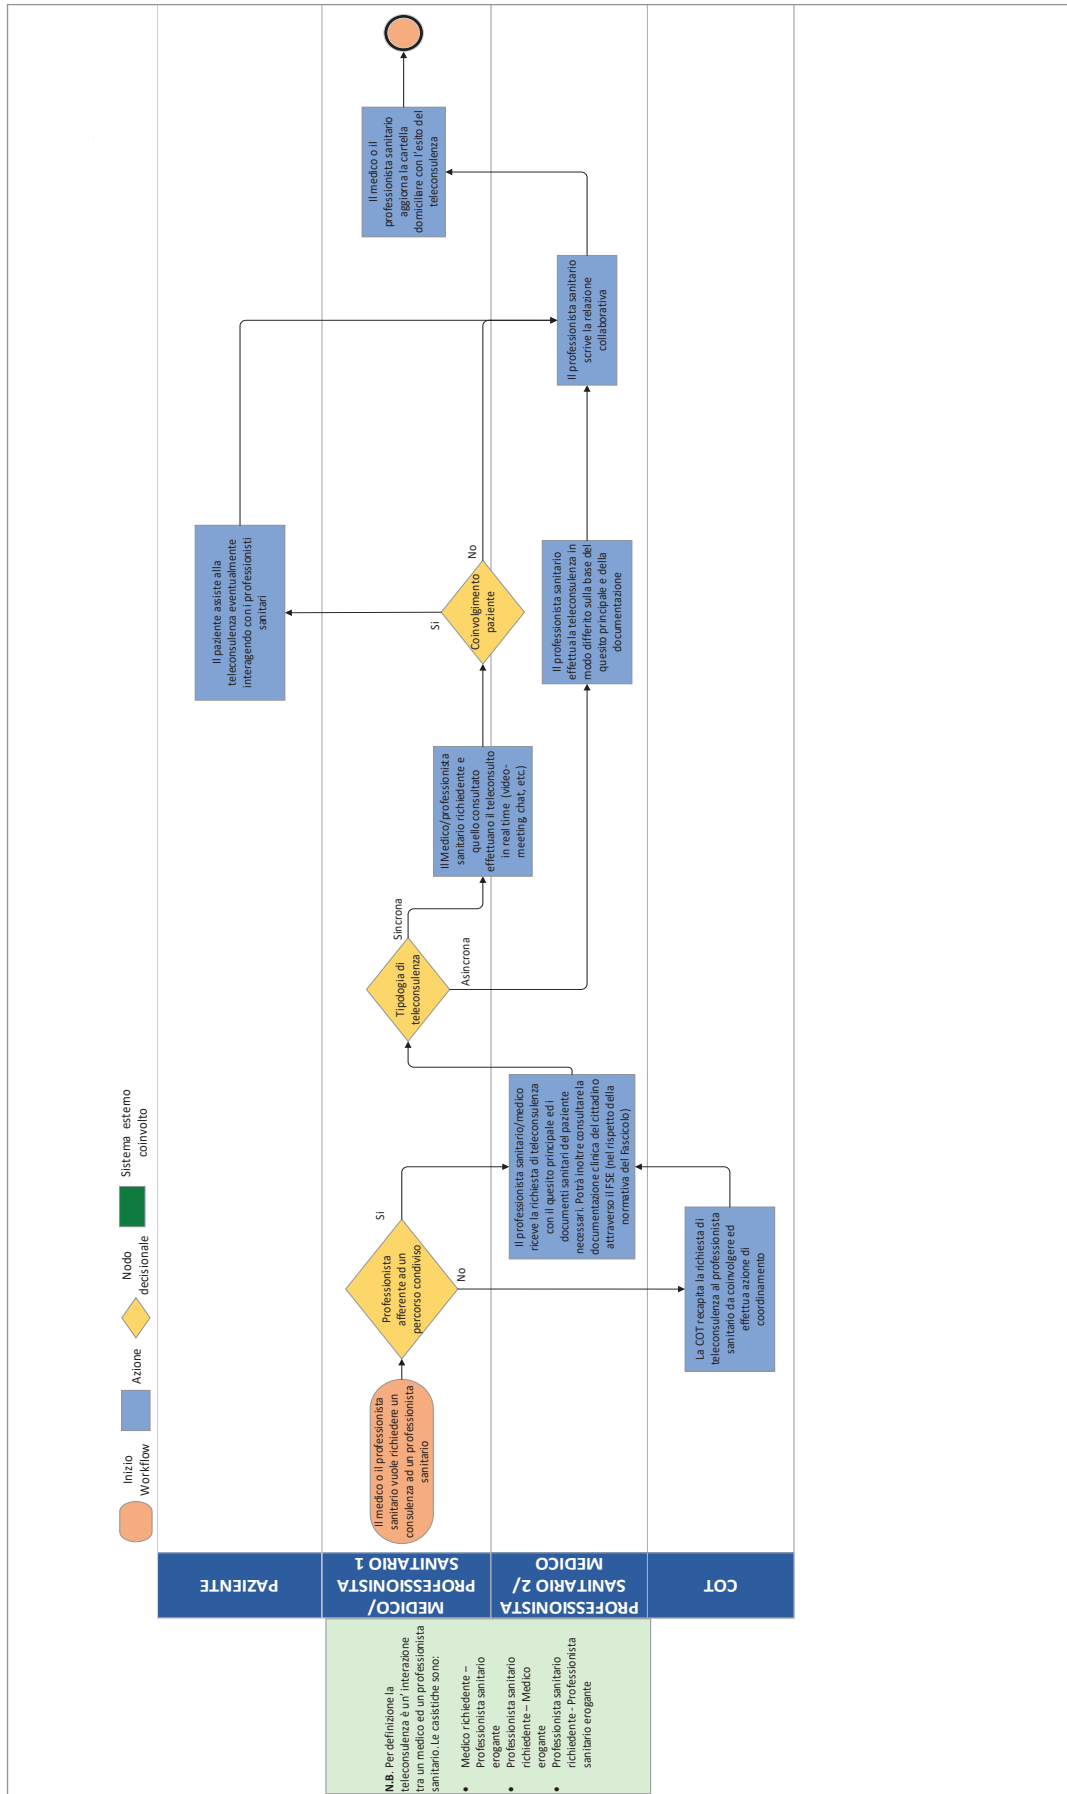 Inizio
Workflow
Azione
Nodo
decisionale
Sistema esterno
coinvolto
PAZIENTE
MEDICO/
PROFESSIONISTA
SANITARIO 1
PROFESSIONISTA
SANITARIO 2/
MEDICO
COT
N.B. Per definizione la
teleconsulenza è un' interazione
tra un medico ed un professionista
sanitario. Le casistiche sono:
• Medico richiedente –
Professionista sanitario
erogante
• Professionista sanitario
richiedente – Medico
erogante
• Professionista sanitario
richiedente - Professionista
sanitario erogante
Il medico o il professionista
sanitario vuole richiedere un
consulenza ad un professionista
sanitario
Professionista
afferente ad un
percorso condiviso
Si
No
La COT recapita la richiesta di
teleconsulenza al professionista
sanitario da coinvolgere ed
effettua azione di
coordinamento
Il professionista sanitario/medico
riceve la richiesta di teleconsulenza
con il quesito principale ed i
documenti sanitari del paziente
necessari. Potrà inoltre consultare la
documentazione clinica del cittadino
attraverso il FSE (nel rispetto della
normativa del Fascicolo)
Tipologia di
teleconsulenza
Sincrona
Asincrona
Il Medico/professionista
sanitario richiedente e
quello consultato
effettuano il teleconsulto
in real time (video-
meeting, chat, etc.)
Coinvolgimento
paziente
Si
No
Il paziente assiste alla
teleconsulenza eventualmente
interagendo con i professionisti
sanitari
Il professionista sanitario
effettua la teleconsulenza in
modo differito sulla base del
quesito principale e della
documentazione
Il professionista sanitario
scrive la relazione
collaborativa
Il medico o il
professionista sanitario
aggiorna la cartella
domiciliare con l'esito del
teleconsulenza